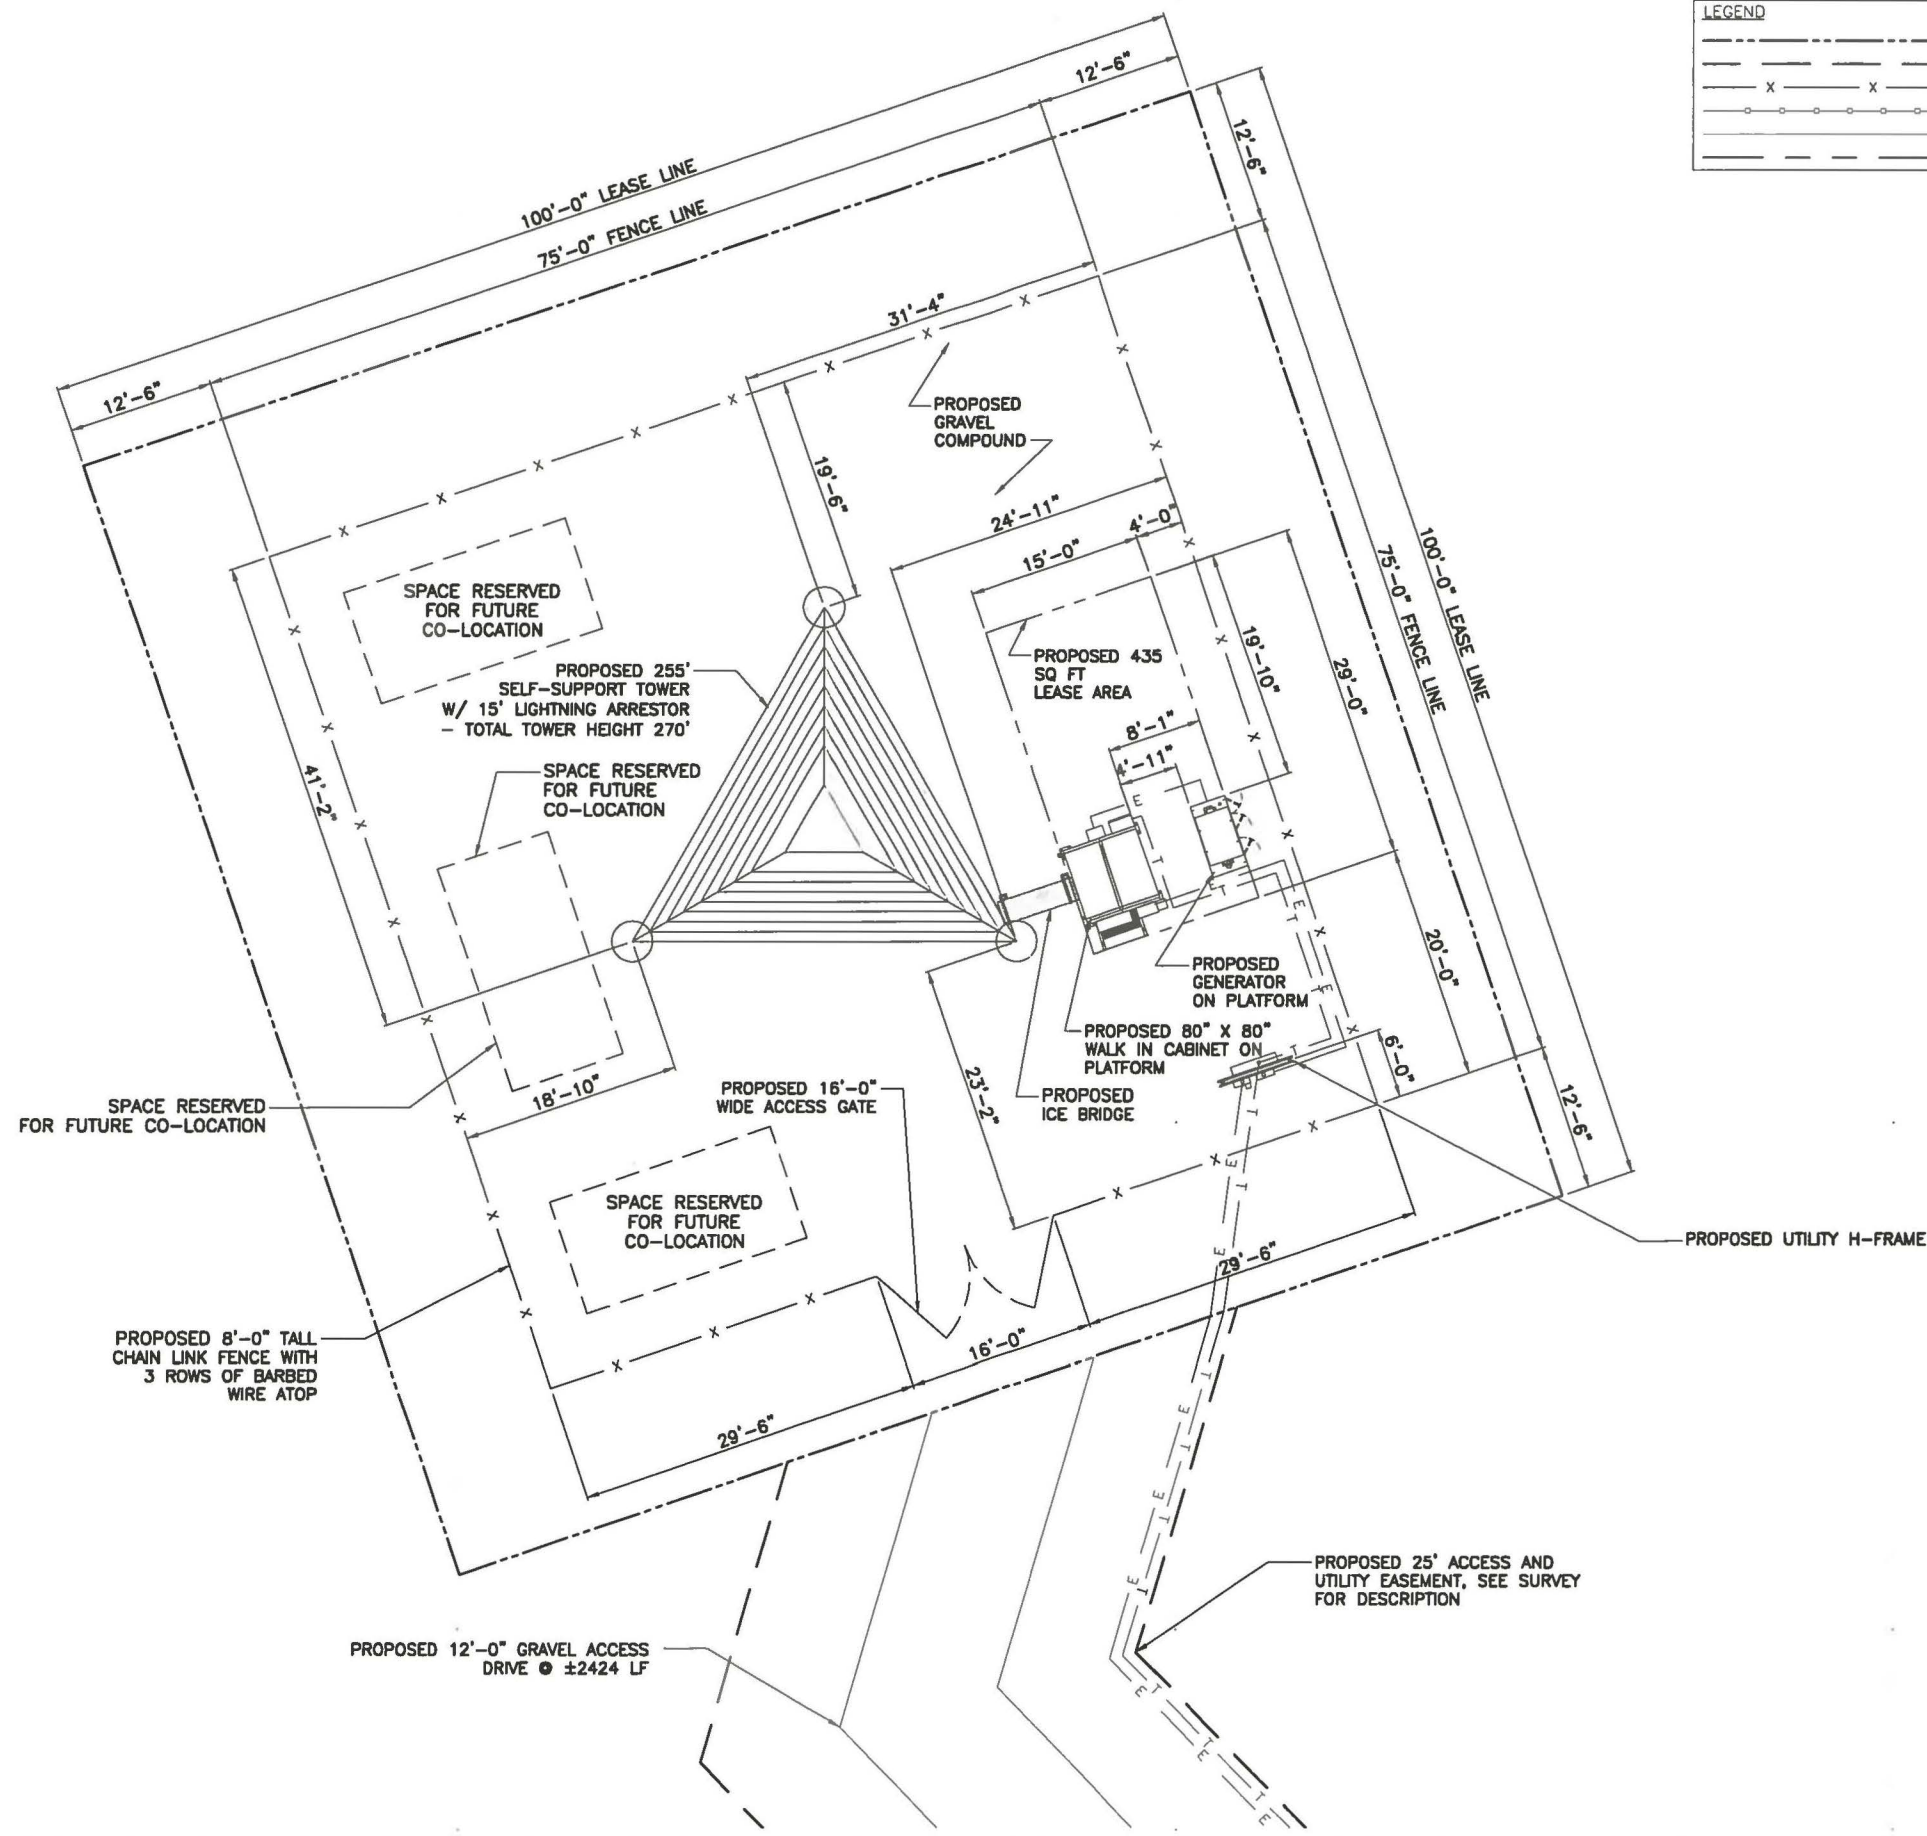 LEGEND
12'-6"
12'-6"
100'-0" LEASE LINE
75'-0" FENCE LINE
31'-4"
12'-6"
PROPOSED
GRAVEL
COMPOUND
19'-6"
24'-11"
4'-0"
15'-0"
100'-0" LEASE LINE
75'-0" FENCE LINE
SPACE RESERVED
FOR FUTURE
CO-LOCATION
PROPOSED 255'
SELF-SUPPORT TOWER
W/ 15' LIGHTNING ARRESTOR
- TOTAL TOWER HEIGHT 270'
PROPOSED 435
SQ FT
LEASE AREA
19'-10"
29'-0"
8'-1"
4'-11"
41'-2"
SPACE RESERVED
FOR FUTURE
CO-LOCATION
20'-0"
PROPOSED
GENERATOR
ON PLATFORM
PROPOSED 80" X 80"
WALK IN CABINET ON
PLATFORM
6'-0"
PROPOSED
ICE BRIDGE
18'-10"
23'-2"
12'-6"
PROPOSED 16'-0"
WIDE ACCESS GATE
SPACE RESERVED
FOR FUTURE CO-LOCATION
SPACE RESERVED
FOR FUTURE
CO-LOCATION
PROPOSED UTILITY H-FRAME
29'-6"
16'-0"
29'-6"
PROPOSED 8'-0" TALL
CHAIN LINK FENCE WITH
3 ROWS OF BARBED
WIRE ATOP
PROPOSED 25' ACCESS AND
UTILITY EASEMENT, SEE SURVEY
FOR DESCRIPTION
PROPOSED 12'-0" GRAVEL ACCESS
DRIVE @ ±2424 LF